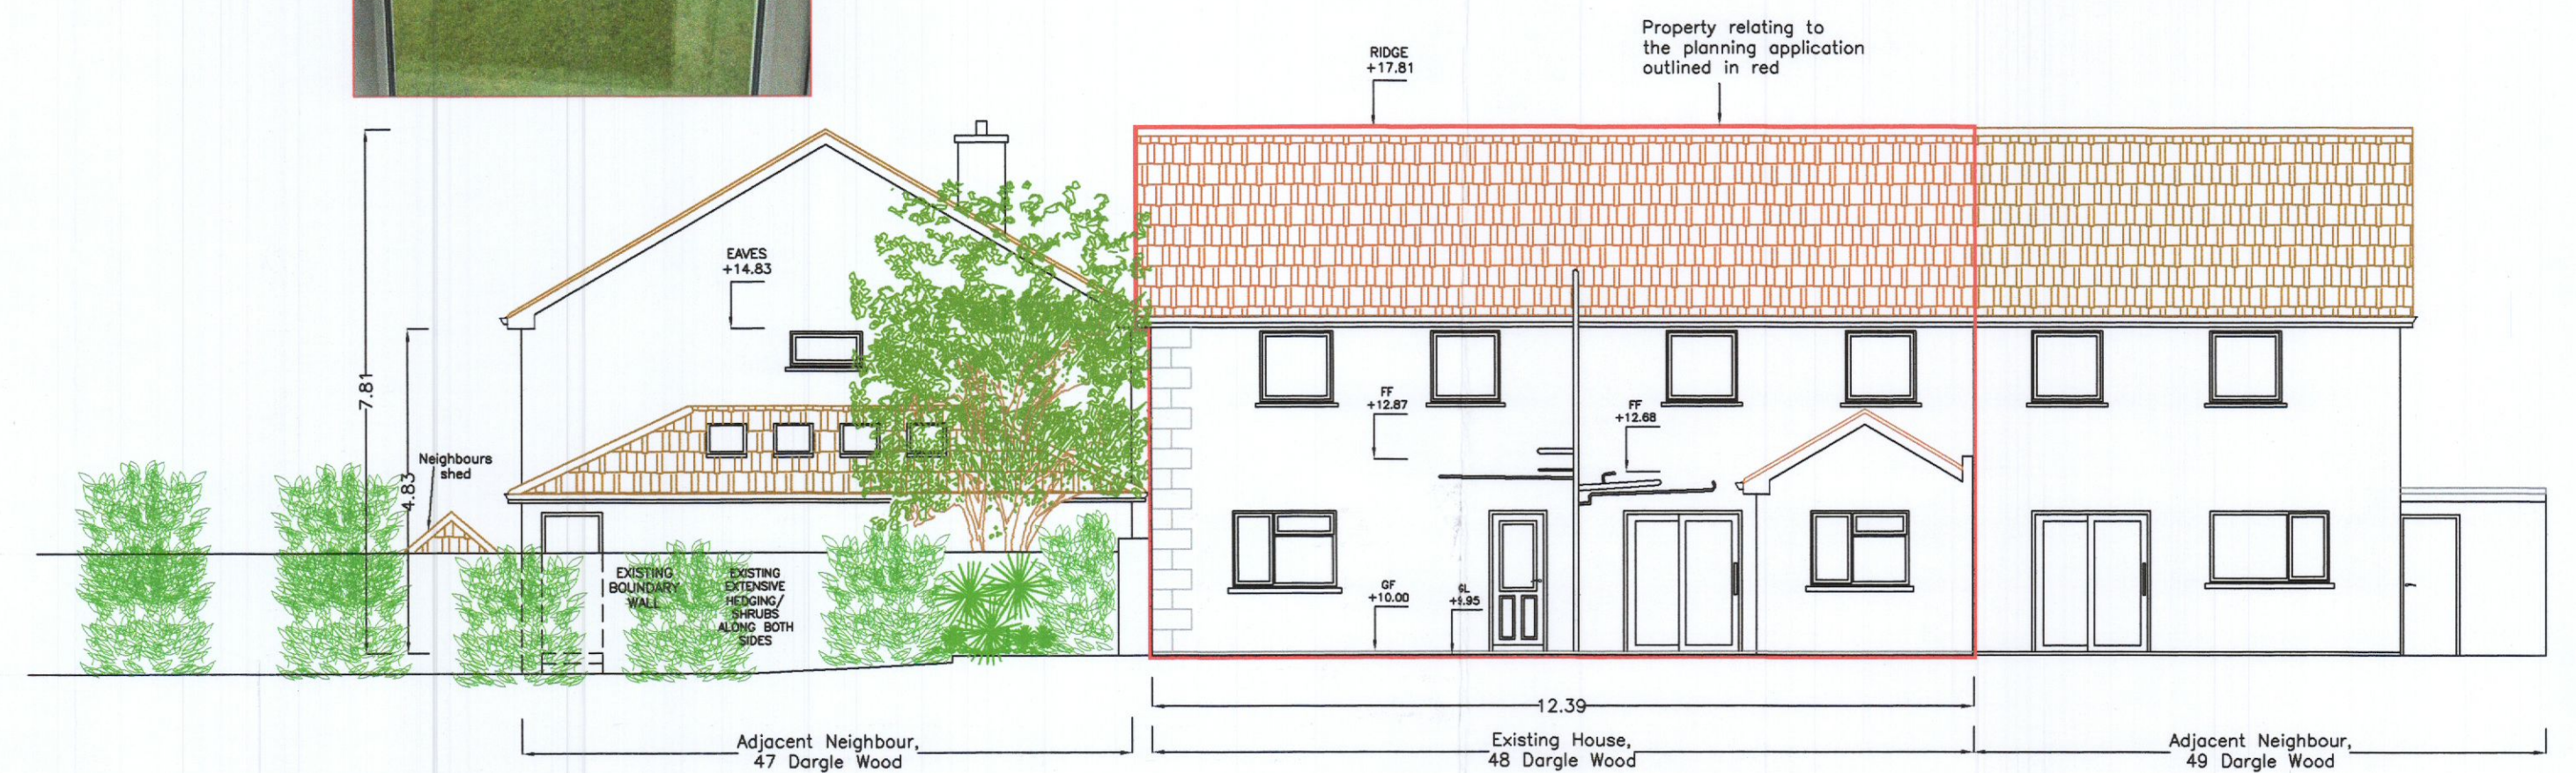 Property relating to
the planning application
outlined in red
RIDGE
+17.81
EAVES
+14.83
7.81
4.83
Neighbours
shed
FF
+12.87
FF
+12.68
EXISTING
BOUNDARY
WALL
EXISTING
EXTENSIVE
HEDGING/
SHRUBS
ALONG BOTH
SIDES
GF
+10.00
GL
+9.95
12.39
Adjacent Neighbour,
47 Dargle Wood
Existing House,
48 Dargle Wood
Adjacent Neighbour,
49 Dargle Wood